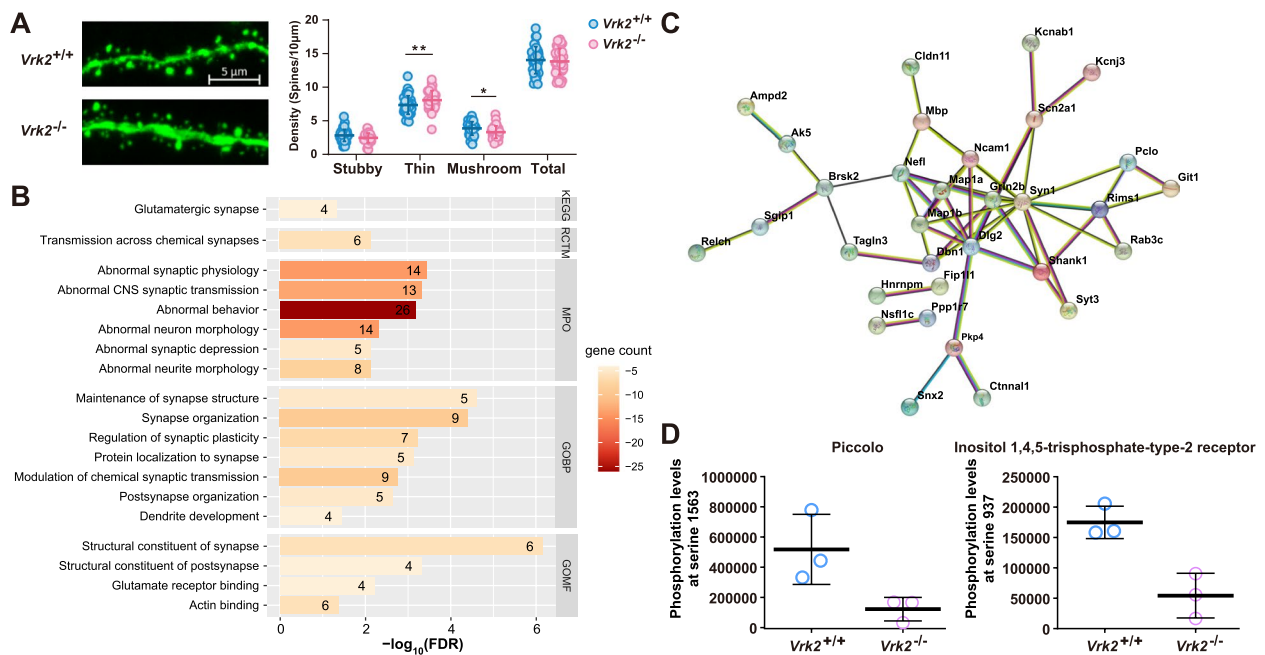 A
Vrk2+/+
Vrk2-/-
5 μm
Density (Spines/10μm)
20
15
10
5
0
**
*
Stubby
Thin
Mushroom
Total
Vrk2+/+
Vrk2-/-
B
Glutamatergic synapse
4
KEGG
Transmission across chemical synapses
6
RCTM
Abnormal synaptic physiology
14
Abnormal CNS synaptic transmission
13
Abnormal behavior
26
Abnormal neuron morphology
14
Abnormal synaptic depression
5
Abnormal neurite morphology
8
MPO
Maintenance of synapse structure
5
Synapse organization
9
Regulation of synaptic plasticity
7
Protein localization to synapse
5
Modulation of chemical synaptic transmission
9
Postsynapse organization
5
Dendrite development
4
GOBP
Structural constituent of synapse
6
Structural constituent of postsynapse
4
Glutamate receptor binding
4
Actin binding
6
GOMF
0
2
4
6
−log10(FDR)
gene count
−5
−10
−15
−20
−25
C
Kcnab1
Kcnj3
Cldn11
Scn2a1
Ampd2
Mbp
Ak5
Ncam1
Pclo
Nefl
Git1
Brsk2
Map1a
Grin2b
Syn1
Rims1
Map1b
Sgip1
Dlg2
Rab3c
Relch
Tagln3
Dbn1
Shank1
Fip1l1
Hnrnpm
Syt3
Ppp1r7
Nsfl1c
Pkp4
Ctnnal1
Snx2
D
Piccolo
Phosphorylation levels
at serine 1563
1000000
800000
600000
400000
200000
0
Vrk2+/+
Vrk2-/-
Inositol 1,4,5-trisphosphate-type-2 receptor
Phosphorylation levels
at serine 937
250000
200000
150000
100000
50000
0
Vrk2+/+
Vrk2-/-